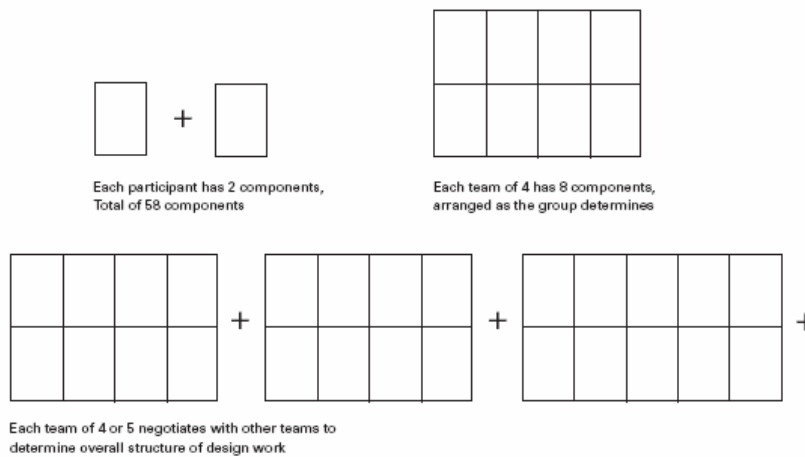 +
Each participant has 2 components,
Total of 58 components
Each team of 4 has 8 components,
arranged as the group determines
+ + +
Each team of 4 or 5 negotiates with other teams to
determine overall structure of design work